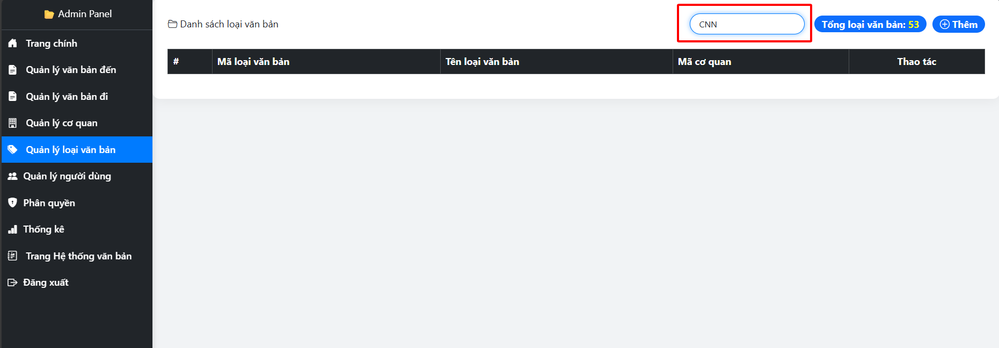 Admin Panel
Trang chính
Quản lý văn bản đến
Quản lý văn bản đi
Quản lý cơ quan
Quản lý loại văn bản
Quản lý người dùng
Phân quyền
Thống kê
Trang Hệ thống văn bản
Đăng xuất
Danh sách loại văn bản
CNN
Tổng loại văn bản: 53
Thêm
# Mã loại văn bản Tên loại văn bản Mã cơ quan Thao tác